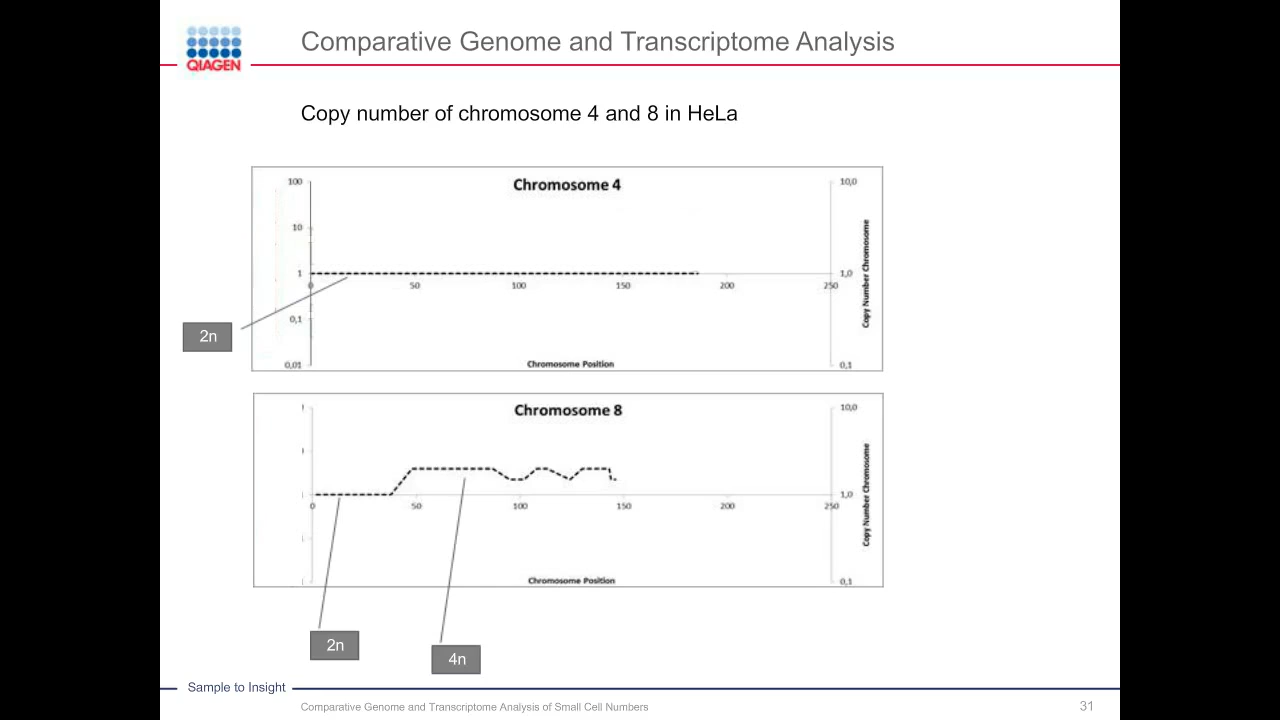 Comparative Genome and Transcriptome Analysis
QIAGEN
Copy number of chromosome 4 and 8 in HeLa
Chromosome 4
100
10
1
0,1
0,01
0
50
100
150
200
250
10,0
1,0
0,1
Copy Number Chromosome
Chromosome Position
2n
Chromosome 8
0
50
100
150
200
250
10,0
1,0
0,1
Copy Number Chromosome
Chromosome Position
2n
4n
Sample to Insight
Comparative Genome and Transcriptome Analysis of Small Cell Numbers
31